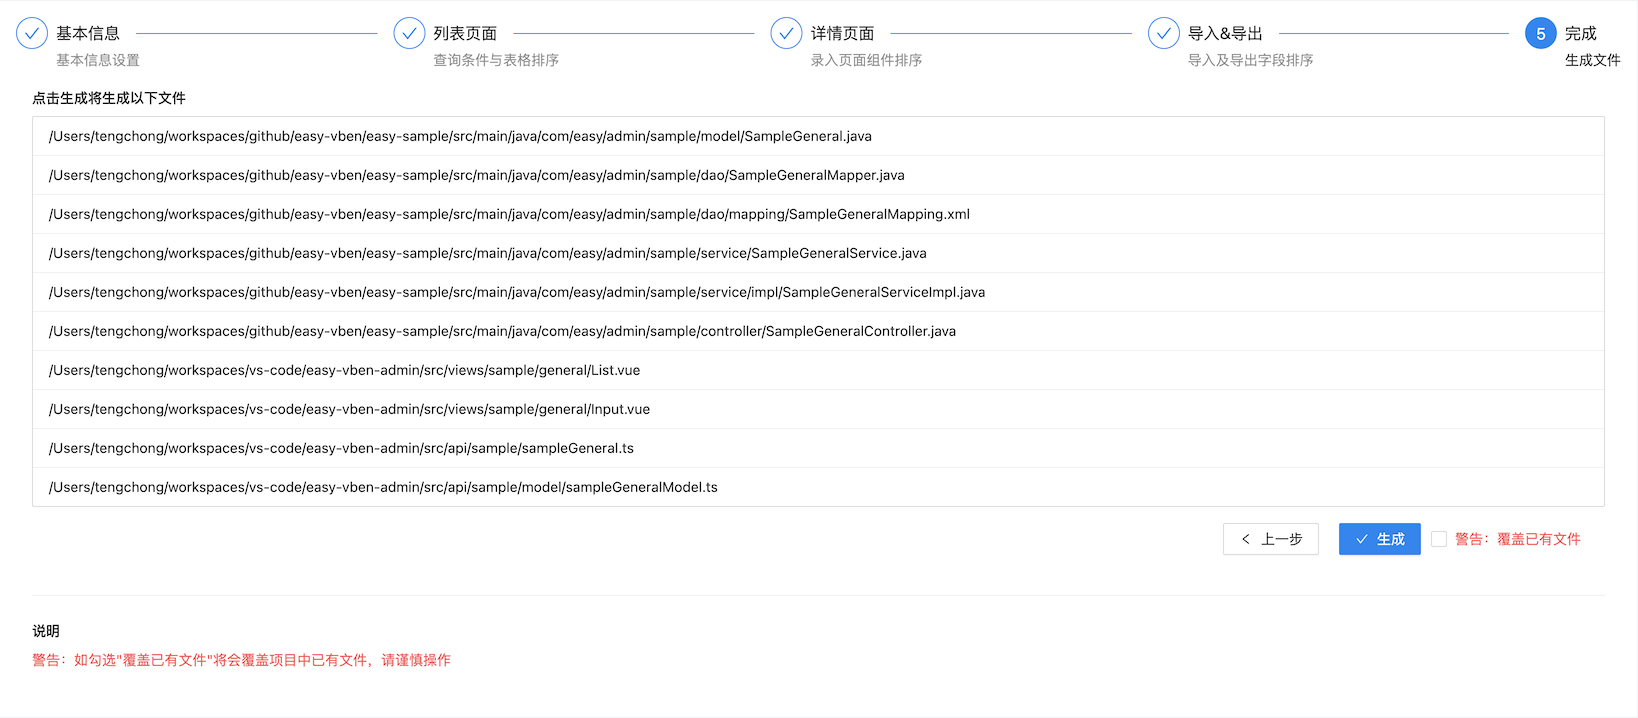 基本信息
基本信息设置
列表页面
查询条件与表格排序
详情页面
录入页面组件排序
导入&导出
导入及导出字段排序
5
完成
生成文件
点击生成将生成以下文件
/Users/tengchong/workspaces/github/easy-vben/easy-sample/src/main/java/com/easy/admin/sample/model/SampleGeneral.java
/Users/tengchong/workspaces/github/easy-vben/easy-sample/src/main/java/com/easy/admin/sample/dao/SampleGeneralMapper.java
/Users/tengchong/workspaces/github/easy-vben/easy-sample/src/main/java/com/easy/admin/sample/dao/mapping/SampleGeneralMapping.xml
/Users/tengchong/workspaces/github/easy-vben/easy-sample/src/main/java/com/easy/admin/sample/service/SampleGeneralService.java
/Users/tengchong/workspaces/github/easy-vben/easy-sample/src/main/java/com/easy/admin/sample/service/impl/SampleGeneralServiceImpl.java
/Users/tengchong/workspaces/github/easy-vben/easy-sample/src/main/java/com/easy/admin/sample/controller/SampleGeneralController.java
/Users/tengchong/workspaces/vs-code/easy-vben-admin/src/views/sample/general/List.vue
/Users/tengchong/workspaces/vs-code/easy-vben-admin/src/views/sample/general/Input.vue
/Users/tengchong/workspaces/vs-code/easy-vben-admin/src/api/sample/sampleGeneral.ts
/Users/tengchong/workspaces/vs-code/easy-vben-admin/src/api/sample/model/sampleGeneralModel.ts
上一步
生成
警告：覆盖已有文件
说明
警告：如勾选"覆盖已有文件"将会覆盖项目中已有文件，请谨慎操作